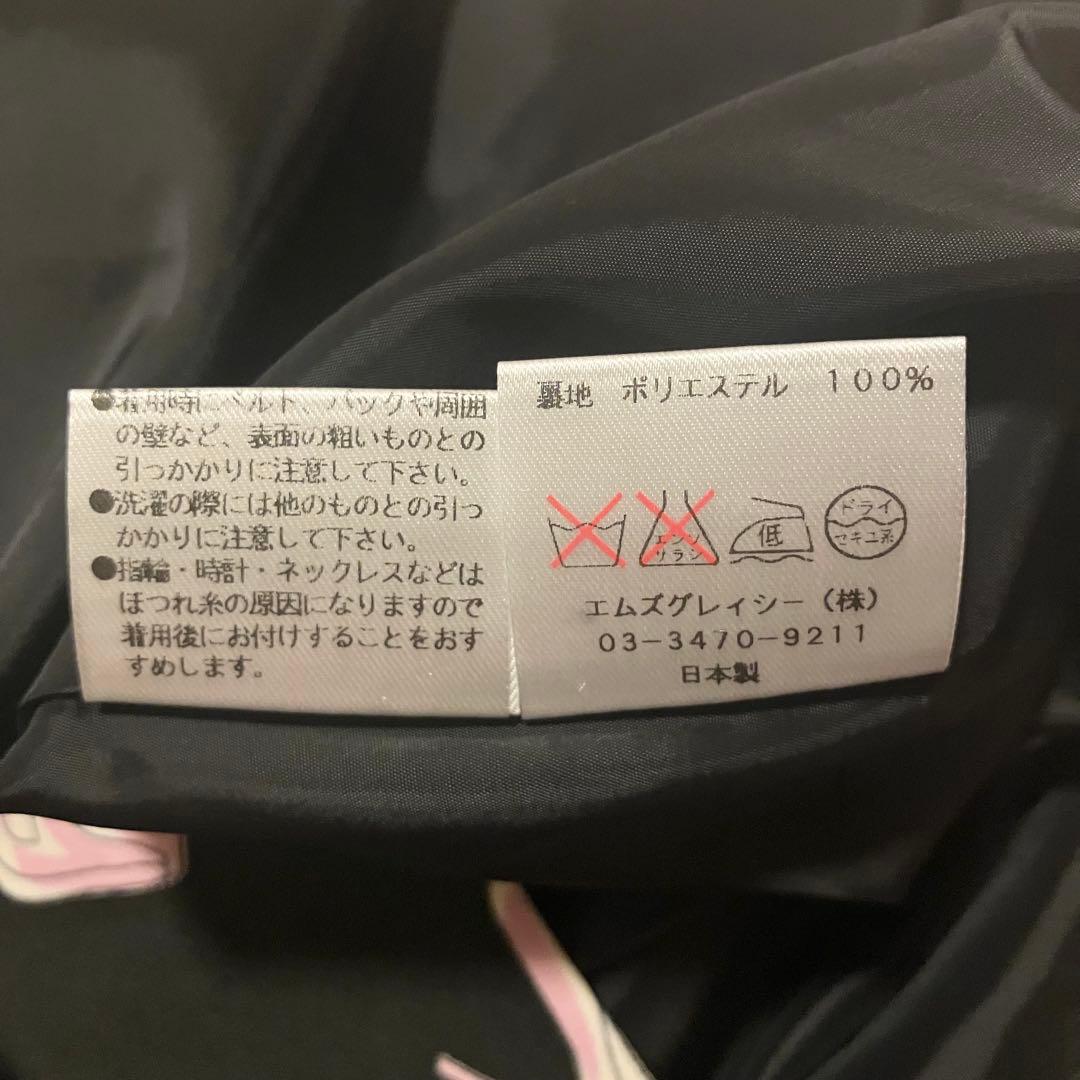 ●着用時にベルト、バックや周囲
の壁など、表面の粗いものとの
引っかかりに注意して下さい。
●洗濯の際には他のものとの引っ
かかりに注意して下さい。
●指輪・時計・ネックレスなどは
ほつれ糸の原因になりますので
着用後にお付けすることをおす
すめします。
裏地 ポリエステル 100%
エンソ
サラシ
低
ドライ
セキユ系
エムズグレイシー(株)
03-3470-9211
日本製